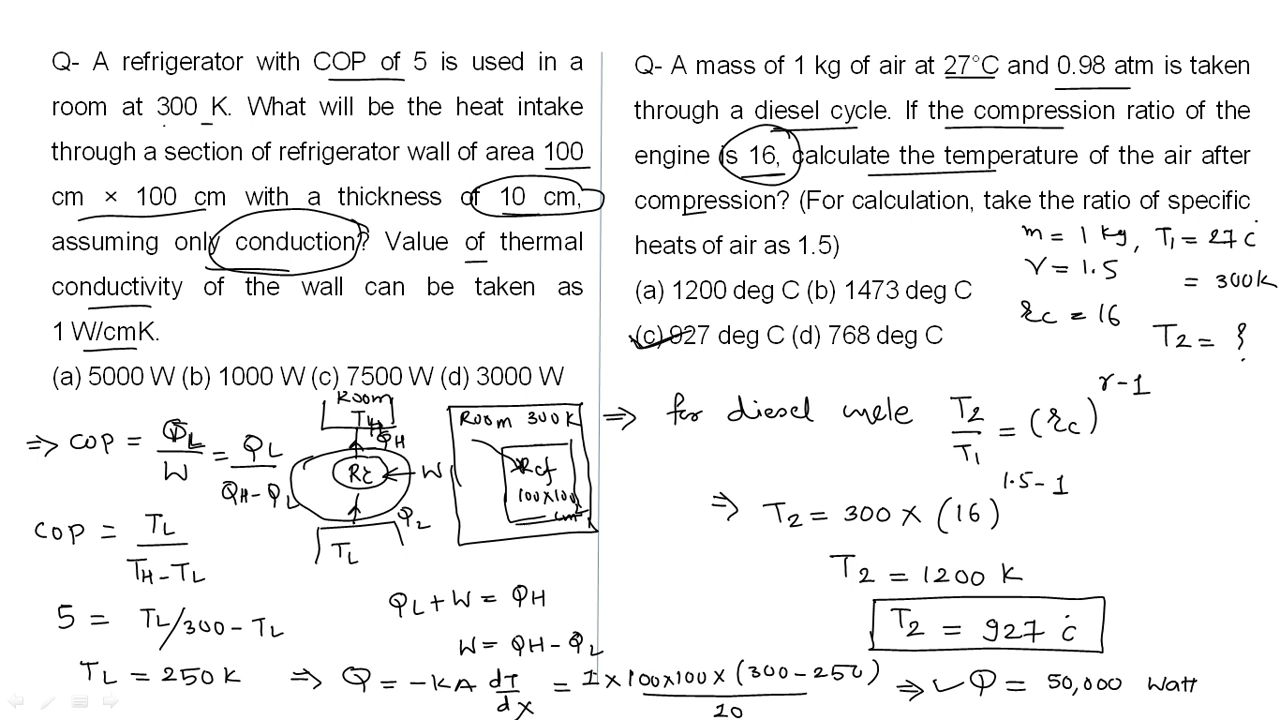 Q- A refrigerator with COP of 5 is used in a
room at 300 K. What will be the heat intake
through a section of refrigerator wall of area 100
cm × 100 cm with a thickness of 10 cm,
assuming only conduction? Value of thermal
conductivity of the wall can be taken as
1 W/cmK.
(a) 5000 W (b) 1000 W (c) 7500 W (d) 3000 W
⇒ COP = QL/W = QL/QH-QL
COP = TL/TH-TL
5 = TL/300-TL
TL = 250 K
Room
TH
QH
W
QL
TL
Room 300 K
Ref
100×100
QL + W = QH
W = QH - QL
⇒ Q = -KA dT/dx = 1 × 100×100 × (300-250)/10
⇒ Q = 50,000 Watt
Q- A mass of 1 kg of air at 27°C and 0.98 atm is taken
through a diesel cycle. If the compression ratio of the
engine is 16, calculate the temperature of the air after
compression? (For calculation, take the ratio of specific
heats of air as 1.5)
(a) 1200 deg C (b) 1473 deg C
(c) 927 deg C (d) 768 deg C
m = 1 kg, T1 = 27 c
γ = 1.5
= 300 K
rc = 16
T2 = ?
⇒ for diesel T2/T1 = (rc)^γ-1
⇒ T2 = 300 × (16)^1.5-1
T2 = 1200 K
T2 = 927 c